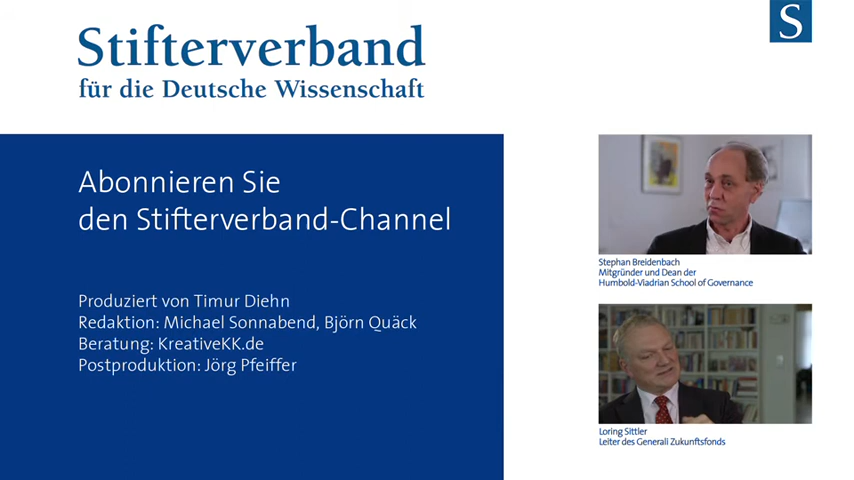 S
Stifterverband
für die Deutsche Wissenschaft
Abonnieren Sie
den Stifterverband-Channel
Produziert von Timur Diehn
Redaktion: Michael Sonnabend, Björn Quäck
Beratung: KreativeKK.de
Postproduktion: Jörg Pfeiffer
Stephan Breidenbach
Mitgründer und Dean der
Humbold-Viadrian School of Governance
Loring Sittler
Leiter des Generali Zukunftsfonds